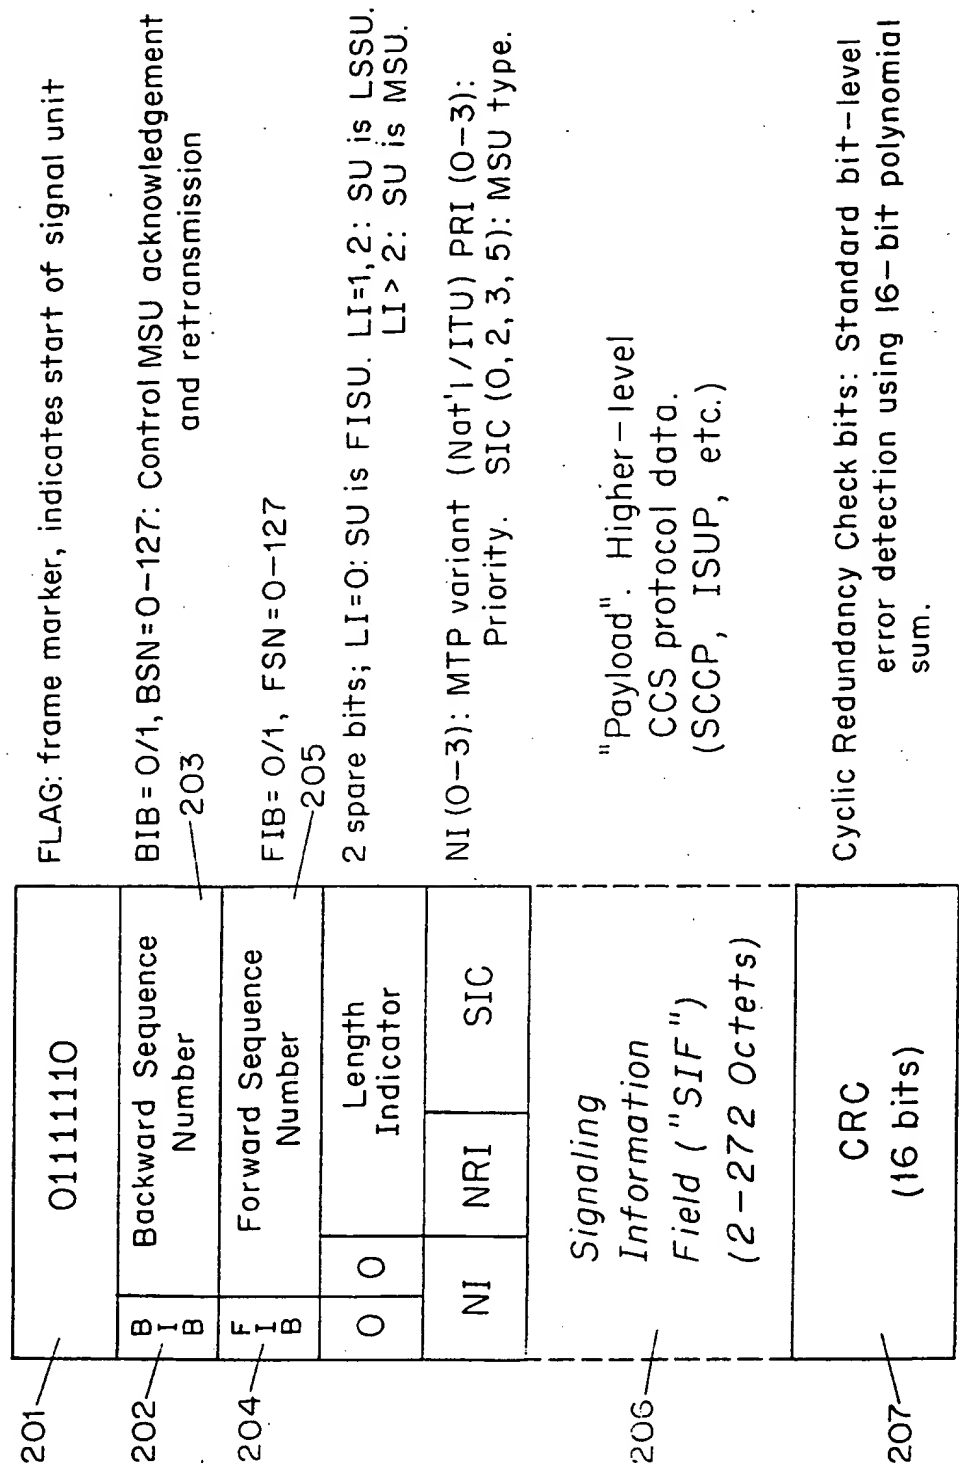 201
01111110
FLAG: frame marker, indicates start of signal unit
202
BIB
Backward Sequence
Number
203
BIB = 0/1, BSN = 0-127: Control MSU acknowledgement
and retransmission
204
FIB
Forward Sequence
Number
205
FIB = 0/1, FSN = 0-127
0
0
Length
Indicator
2 spare bits; LI=0: SU is FISU. LI=1, 2: SU is LSSU.
LI > 2: SU is MSU.
NI
NRI
SIC
NI (0-3): MTP variant (Nat'l/ITU) PRI (0-3):
Priority. SIC (0, 2, 3, 5): MSU type.
206
Signaling
Information
Field ("SIF")
(2-272 Octets)
"Payload". Higher-level
CCS protocol data.
(SCCP, ISUP, etc.)
207
CRC
(16 bits)
Cyclic Redundancy Check bits: Standard bit-level
error detection using 16-bit polynomial
sum.